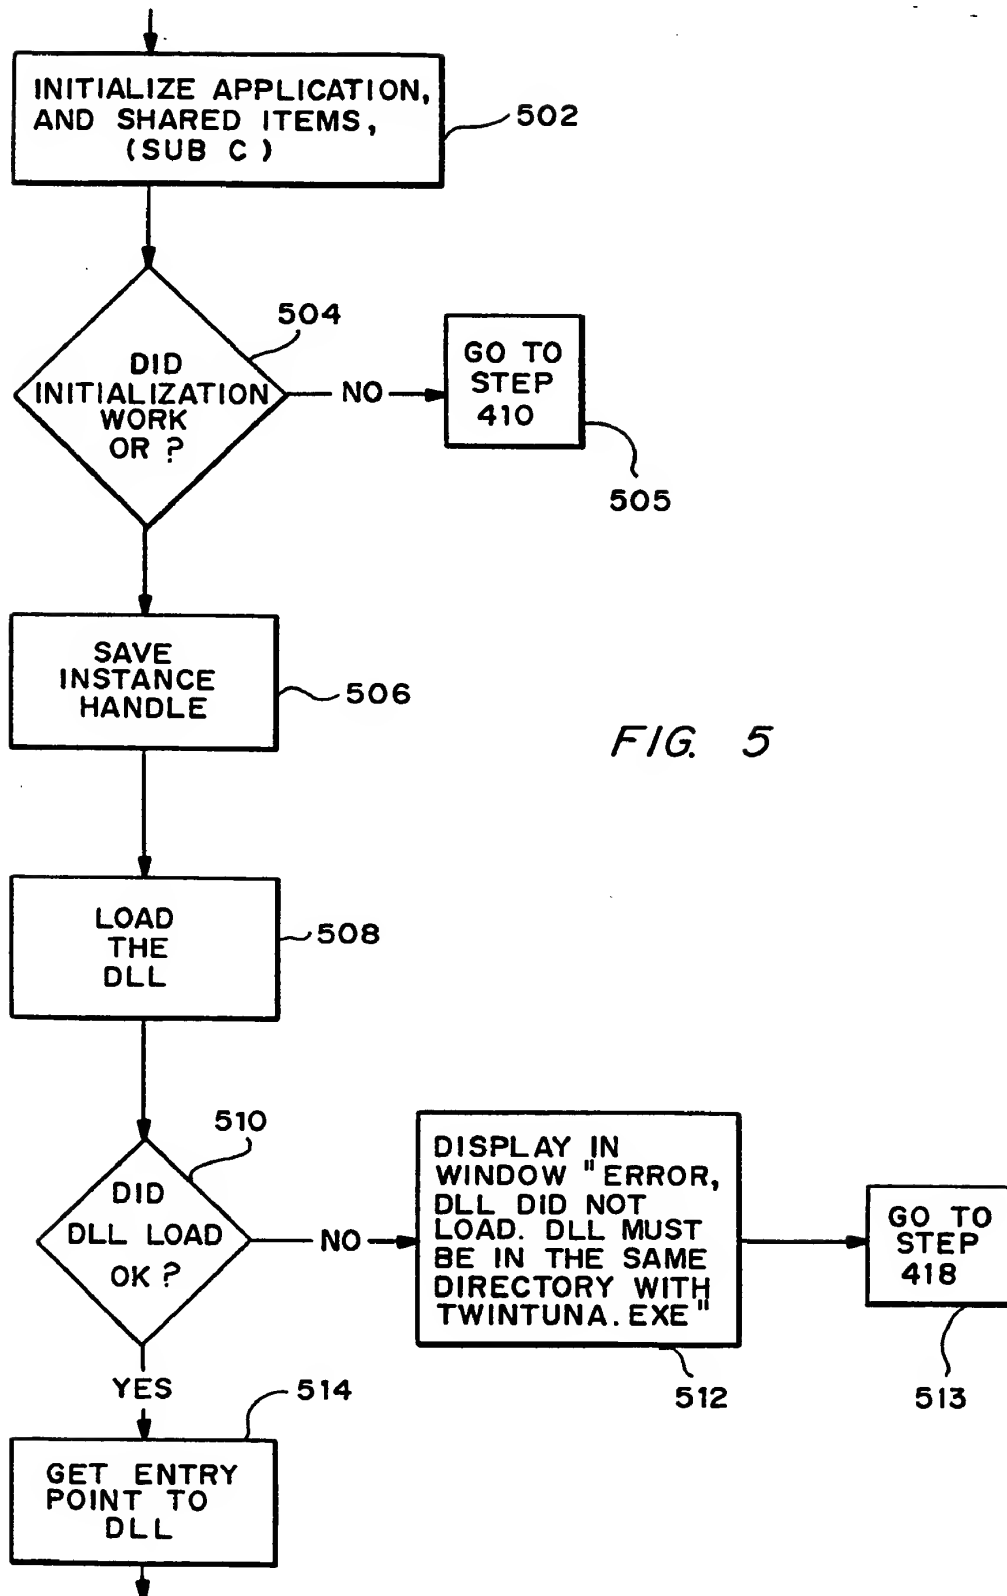 INITIALIZE APPLICATION,
AND SHARED ITEMS,
(SUB C)
502
504
DID
INITIALIZATION
WORK
OR ?
NO
GO TO
STEP
410
505
SAVE
INSTANCE
HANDLE
506
FIG. 5
LOAD
THE
DLL
508
510
DID
DLL LOAD
OK ?
NO
DISPLAY IN
WINDOW "ERROR,
DLL DID NOT
LOAD. DLL MUST
BE IN THE SAME
DIRECTORY WITH
TWINTUNA.EXE"
512
GO TO
STEP
418
513
YES
514
GET ENTRY
POINT TO
DLL